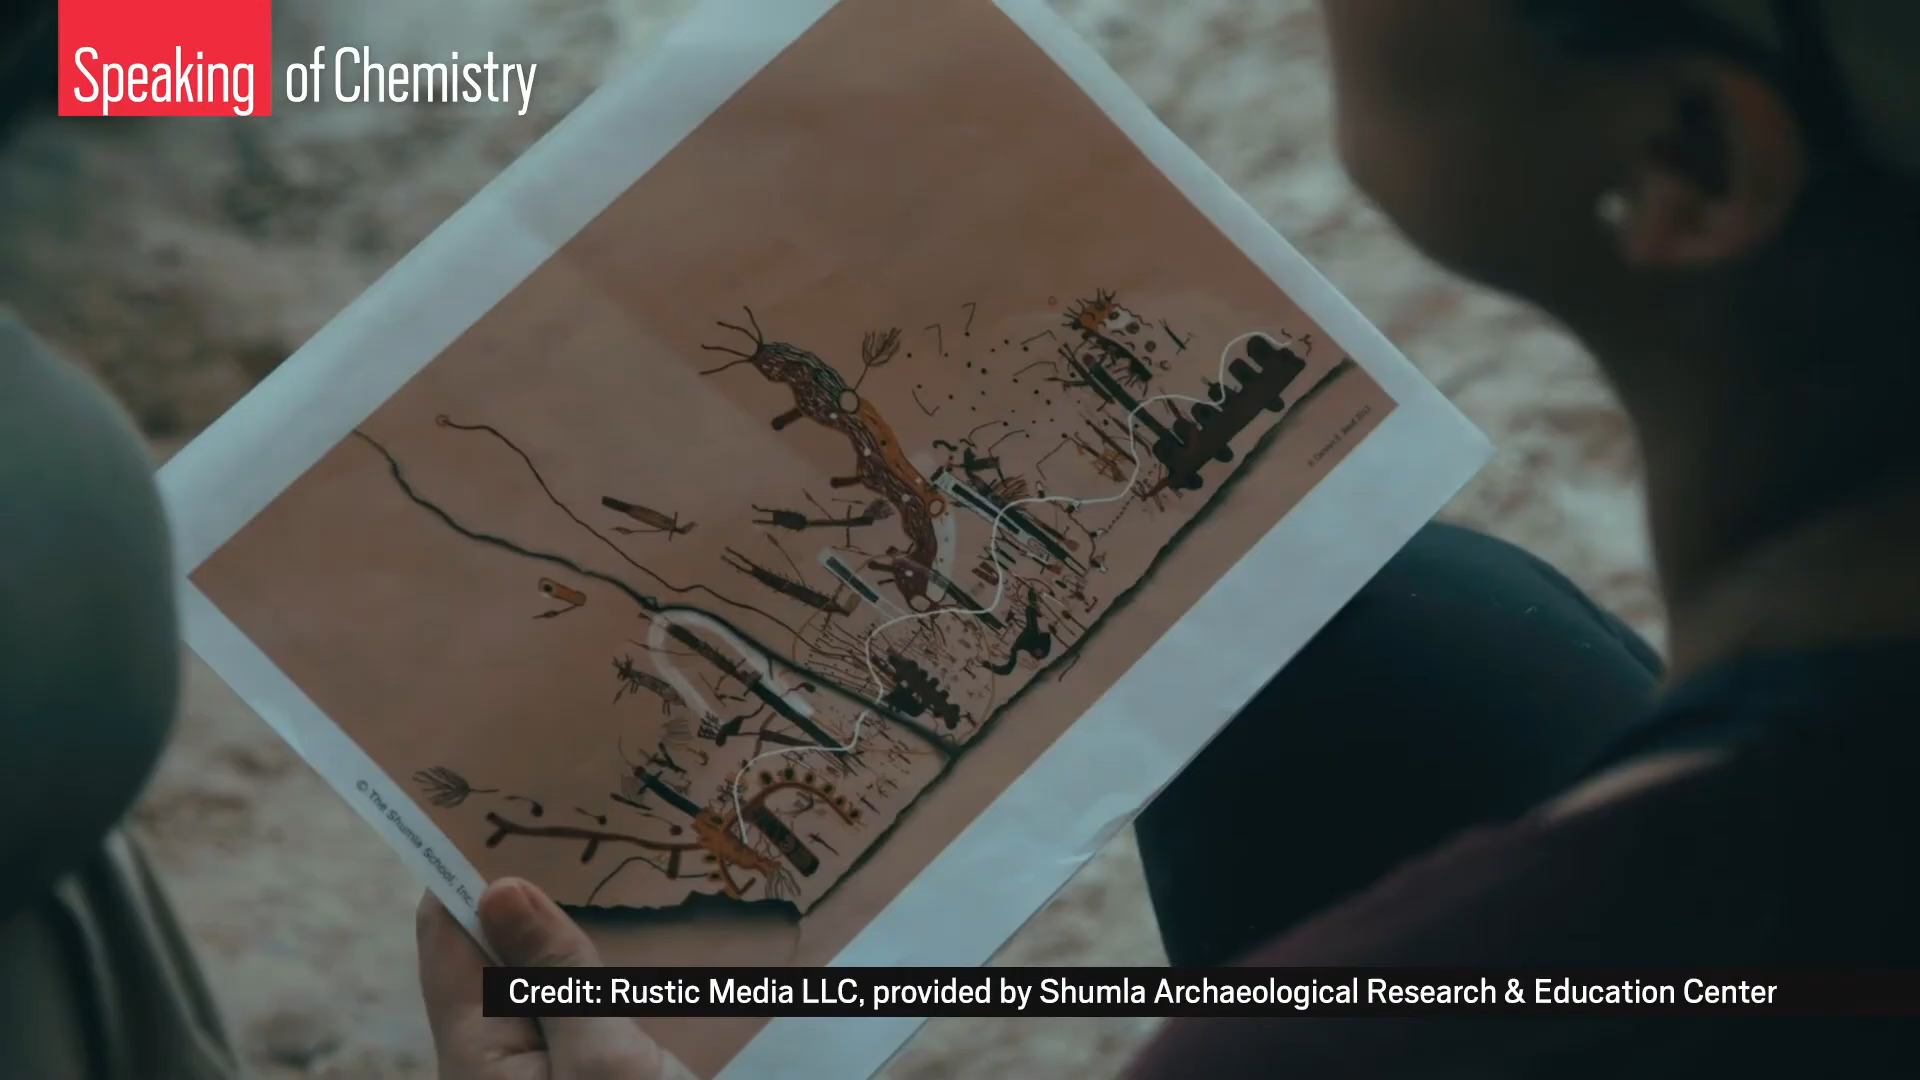 Speaking of Chemistry
© The Shumla School, Inc.
Credit: Rustic Media LLC, provided by Shumla Archaeological Research & Education Center